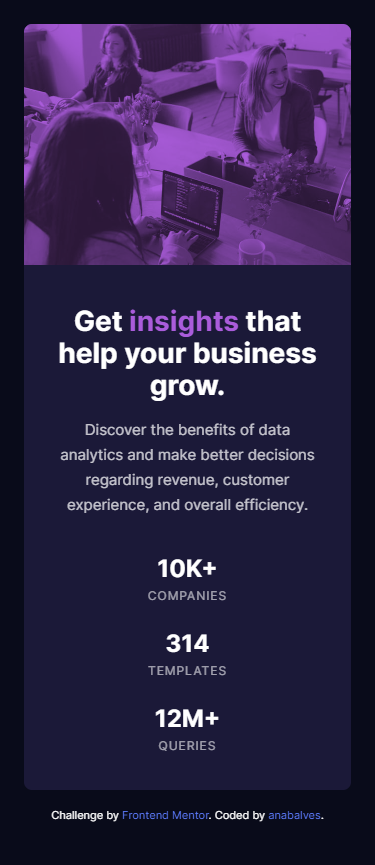 Get insights that
help your business
grow.
Discover the benefits of data
analytics and make better decisions
regarding revenue, customer
experience, and overall efficiency.
10K+
COMPANIES
314
TEMPLATES
12M+
QUERIES
Challenge by Frontend Mentor. Coded by anabalves.